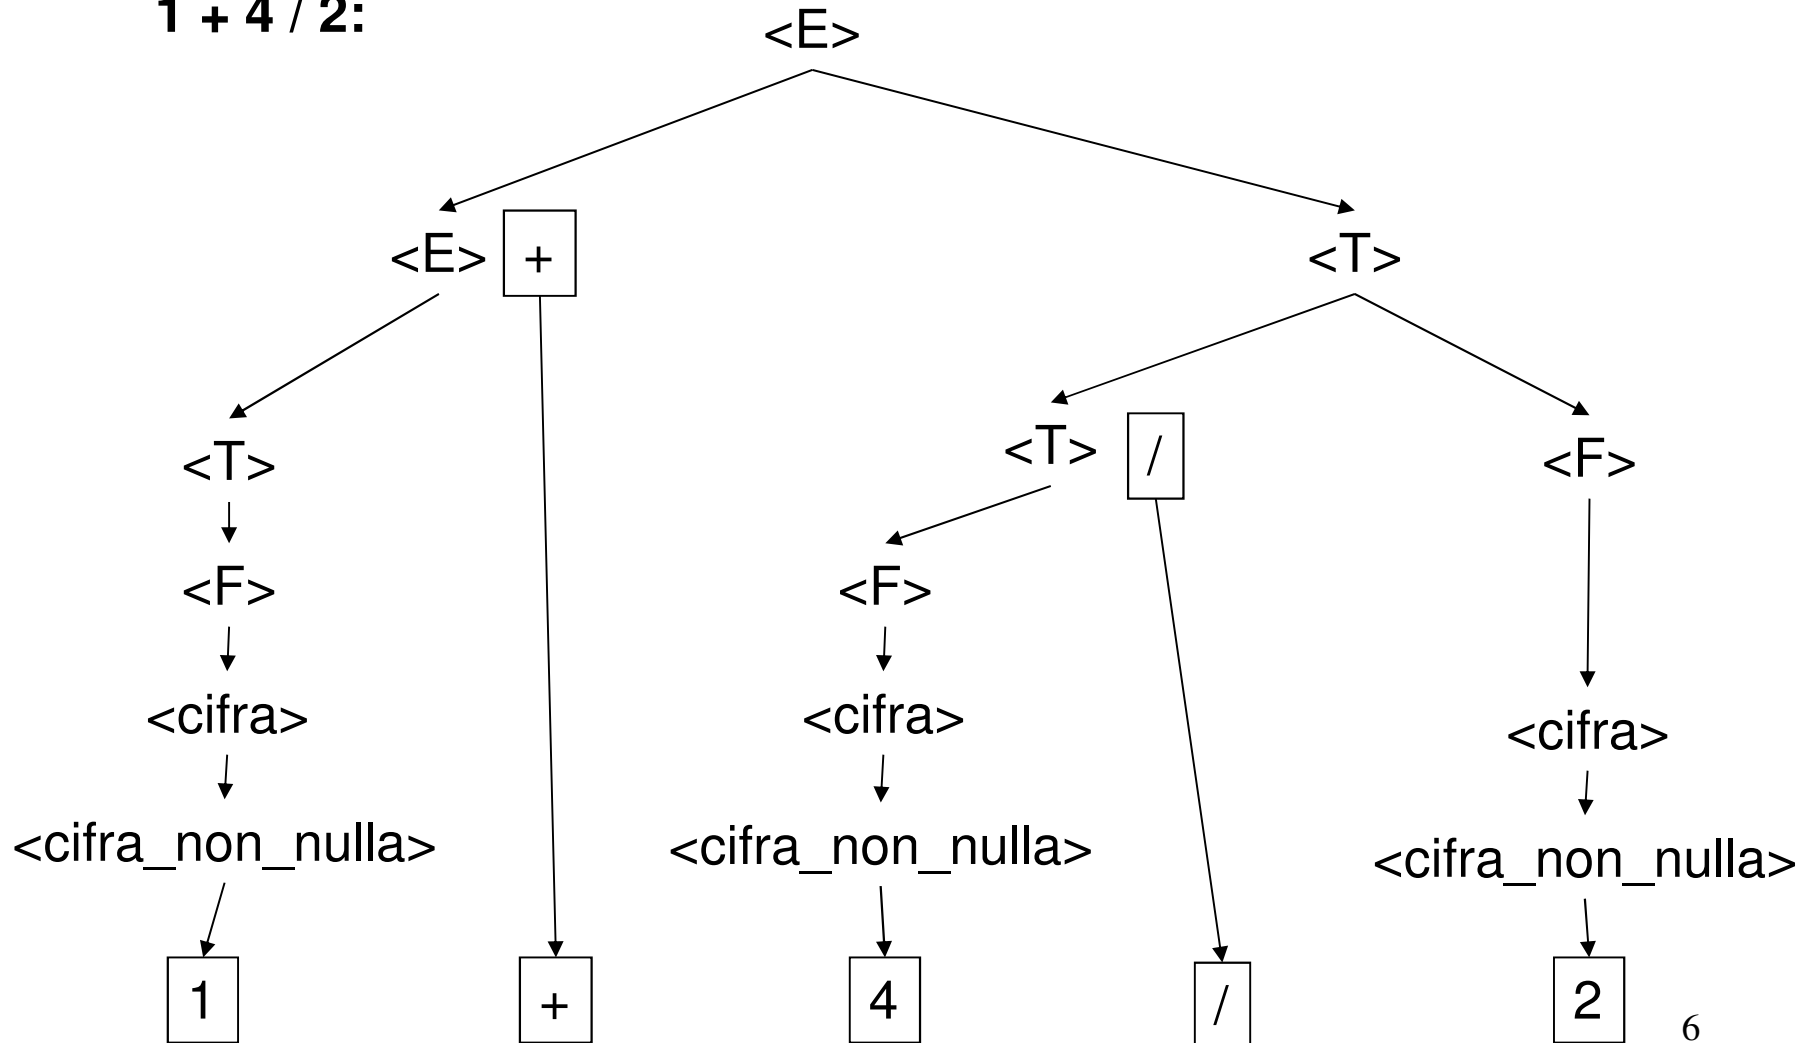 1 + 4 / 2:
<E>
<E> + <T>
<T> / <F>
<T>
<F> <F>
<cifra> <cifra> <cifra>
<cifra_non_nulla> <cifra_non_nulla> <cifra_non_nulla>
1 + 4 / 2
6